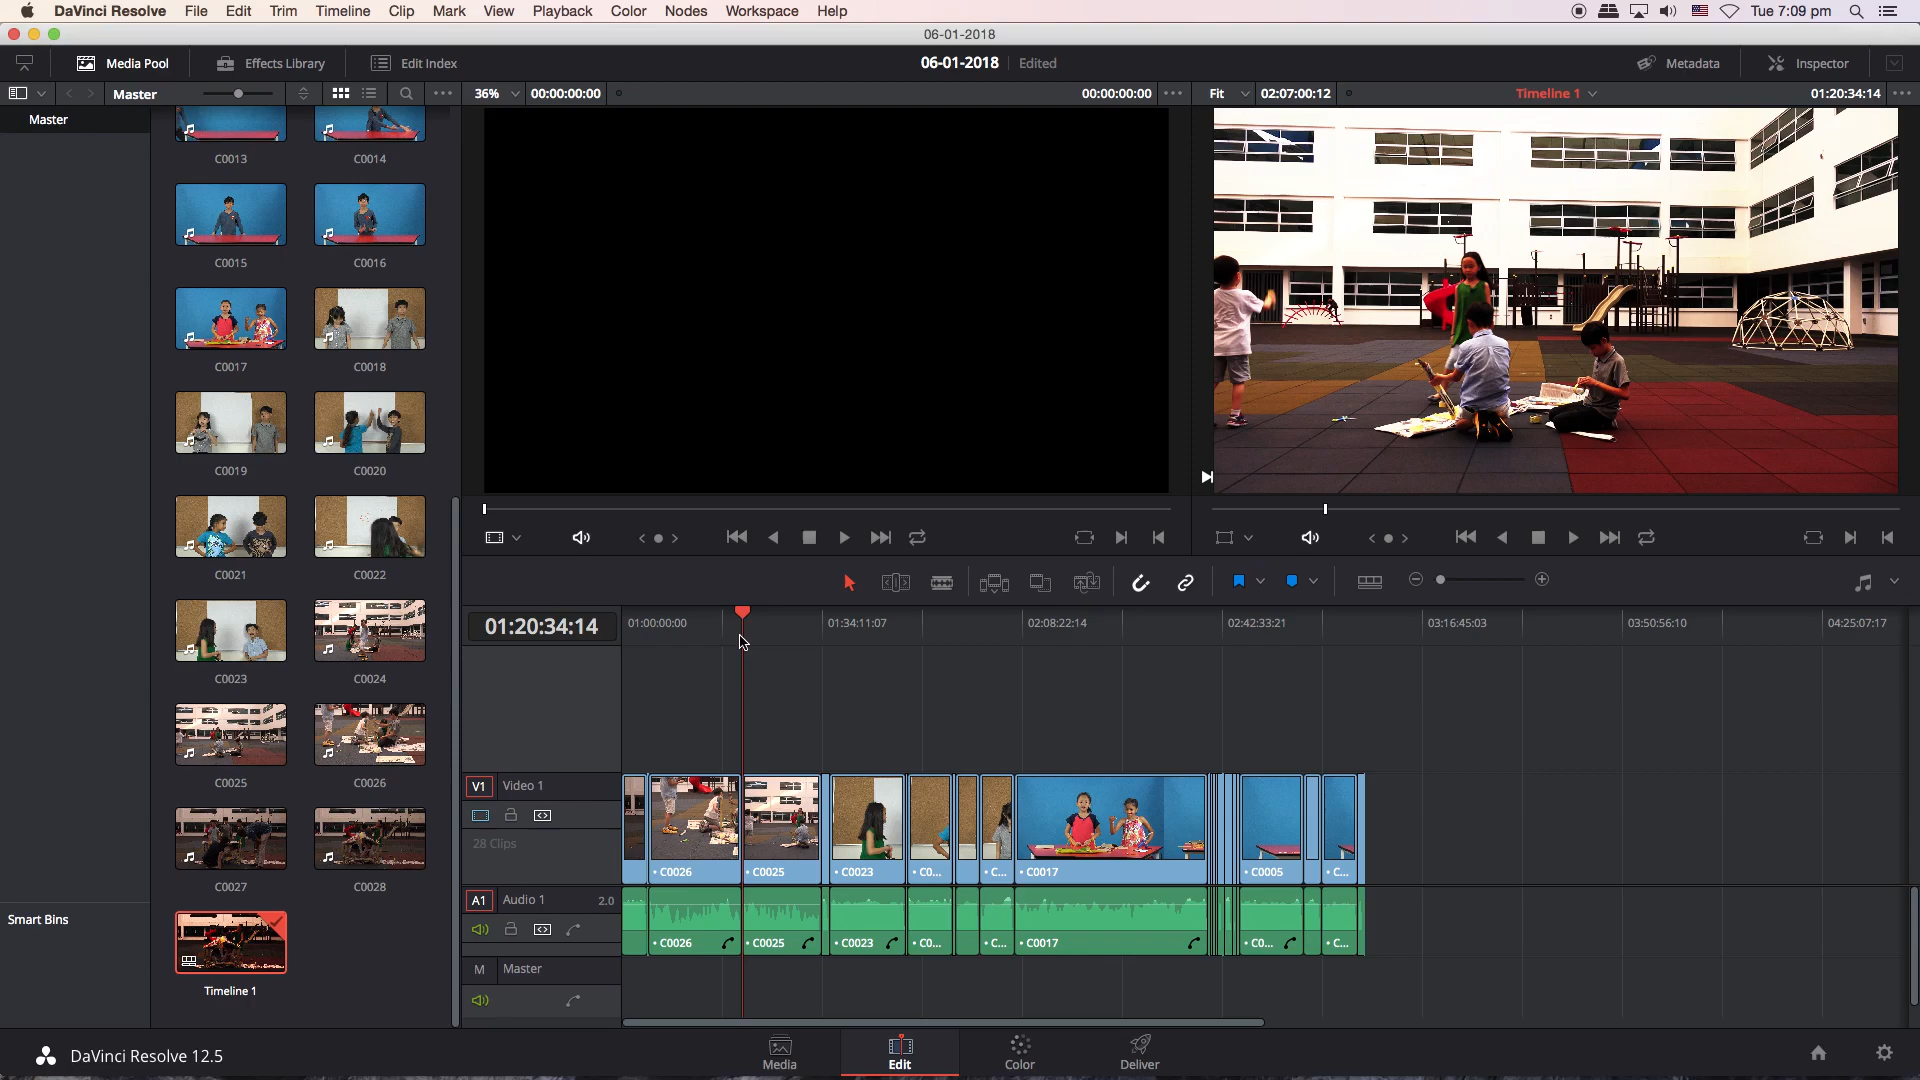 DaVinci Resolve File Edit Trim Timeline Clip Mark View Playback Color Nodes Workspace Help Tue 7:09 pm
06-01-2018
Media Pool Effects Library Edit Index 06-01-2018 Edited Metadata Inspector
Master 36% 00:00:00:00 00:00:00:00 Fit 02:07:00:12 Timeline 1 01:20:34:14
Master
C0013 C0014
C0015 C0016
C0017 C0018
C0019 C0020
C0021 C0022
C0023 C0024
C0025 C0026
C0027 C0028
Timeline 1
Smart Bins
01:20:34:14 01:00:00:00 01:34:11:07 02:08:22:14 02:42:33:21 03:16:45:03 03:50:56:10 04:25:07:17
V1 Video 1
28 Clips
• C0026 • C0025 • C0023 • C0... • C... • C0017 • C0005 • C...
A1 Audio 1 2.0
• C0026 • C0025 • C0023 • C0... • C... • C0017 • C0... • C...
M Master
DaVinci Resolve 12.5 Media Edit Color Deliver